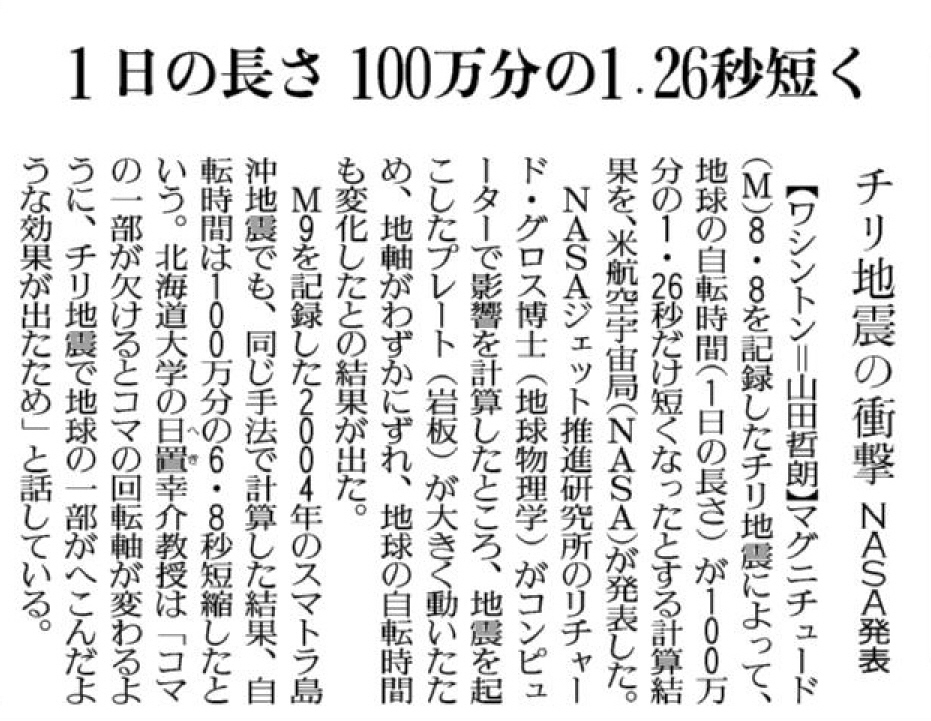 1日の長さ 100万分の1.26秒短く
チリ地震の衝撃 NASA発表
【ワシントン＝山田哲朗】マグニチュード
(M)8・8を記録したチリ地震によって、
地球の自転時間(1日の長さ)が100万
分の1・26秒だけ短くなったとする計算結
果を、米航空宇宙局(NASA)が発表した。
NASAジェット推進研究所のリチャー
ド・グロス博士(地球物理学)がコンピュ
ーターで影響を計算したところ、地震を起
こしたプレート(岩板)が大きく動いたた
め、地軸がわずかにずれ、地球の自転時間
も変化したとの結果が出た。
M9を記録した2004年のスマトラ島
沖地震でも、同じ手法で計算した結果、自
転時間は100万分の6・8秒短縮したと
いう。北海道大学の日置幸介教授は「コマ
の一部が欠けるとコマの回転軸が変わるよ
うに、チリ地震で地球の一部がへこんだよ
うな効果が出たため」と話している。
へき